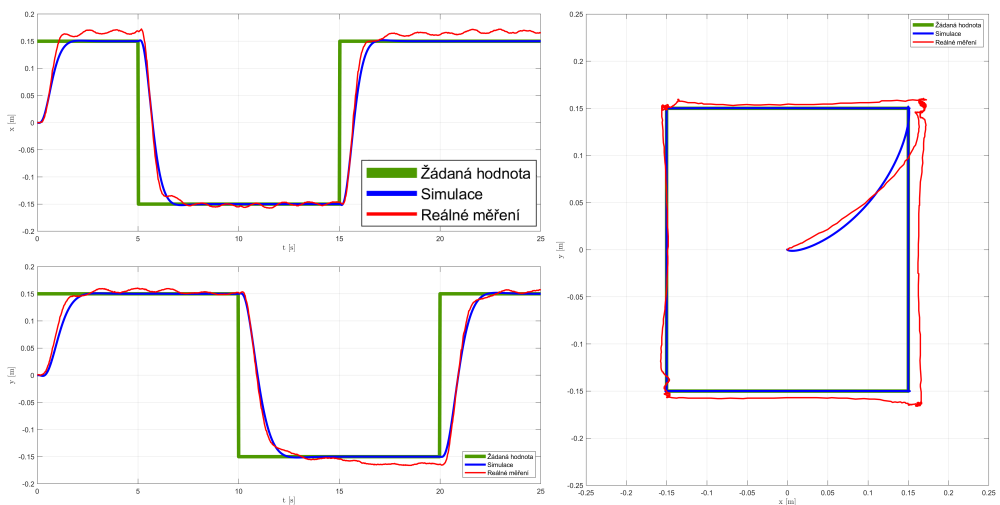 0.2
0.15
0.1
0.05
0
-0.05
-0.1
-0.15
-0.2
x [m]
0 5 10 15 20 25
t [s]
Žádaná hodnota
Simulace
Reálné měření
0.2
0.15
0.1
0.05
0
-0.05
-0.1
-0.15
-0.2
y [m]
0 5 10 15 20 25
t [s]
Žádaná hodnota
Simulace
Reálné měření
0.25
0.2
0.15
0.1
0.05
0
-0.05
-0.1
-0.15
-0.2
-0.25
y [m]
-0.25 -0.2 -0.15 -0.1 -0.05 0 0.05 0.1 0.15 0.2 0.25
x [m]
Žádaná hodnota
Simulace
Reálné měření